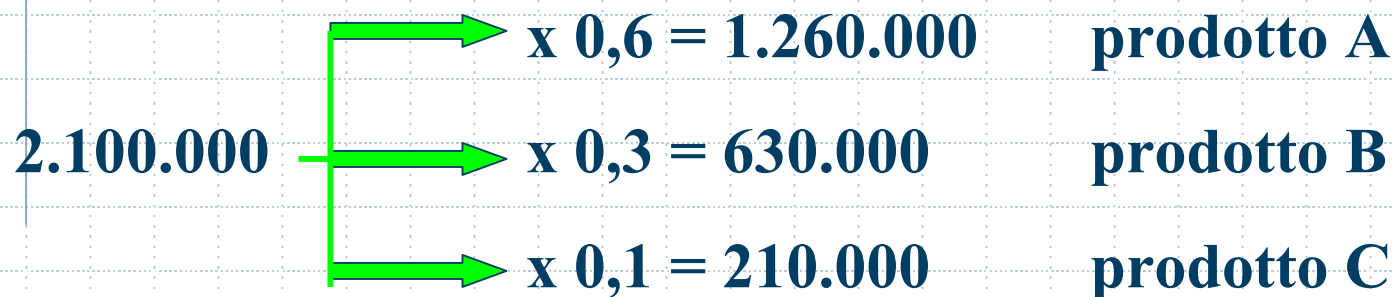 x 0,6 = 1.260.000 prodotto A
2.100.000 x 0,3 = 630.000 prodotto B
x 0,1 = 210.000 prodotto C